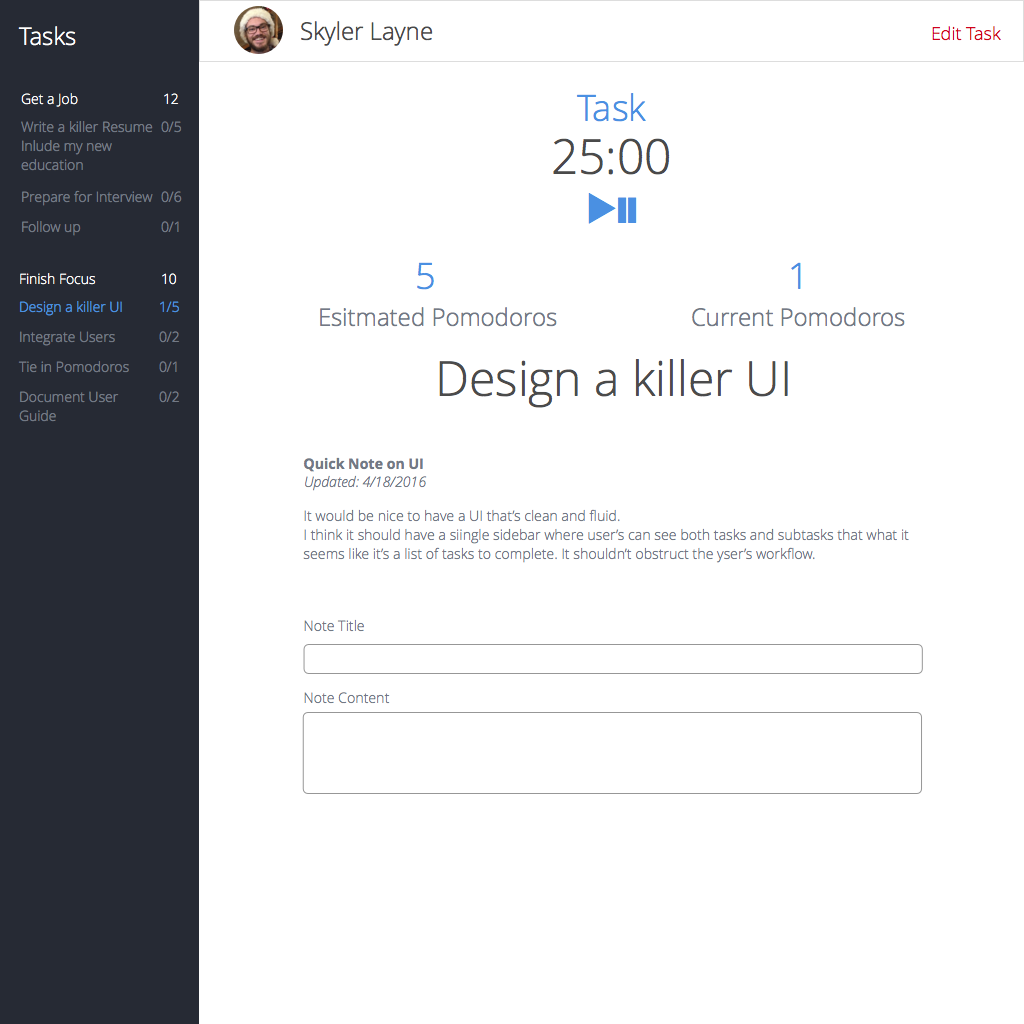 Tasks
Skyler Layne
Edit Task
Get a Job 12
Write a killer Resume 0/5
Inlude my new
education
Prepare for Interview 0/6
Follow up 0/1
Finish Focus 10
Design a killer UI 1/5
Integrate Users 0/2
Tie in Pomodoros 0/1
Document User 0/2
Guide
Task
25:00
5
Esitmated Pomodoros
1
Current Pomodoros
Design a killer UI
Quick Note on UI
Updated: 4/18/2016
It would be nice to have a UI that's clean and fluid.
I think it should have a siingle sidebar where user's can see both tasks and subtasks that what it
seems like it's a list of tasks to complete. It shouldn't obstruct the yser's workflow.
Note Title
Note Content